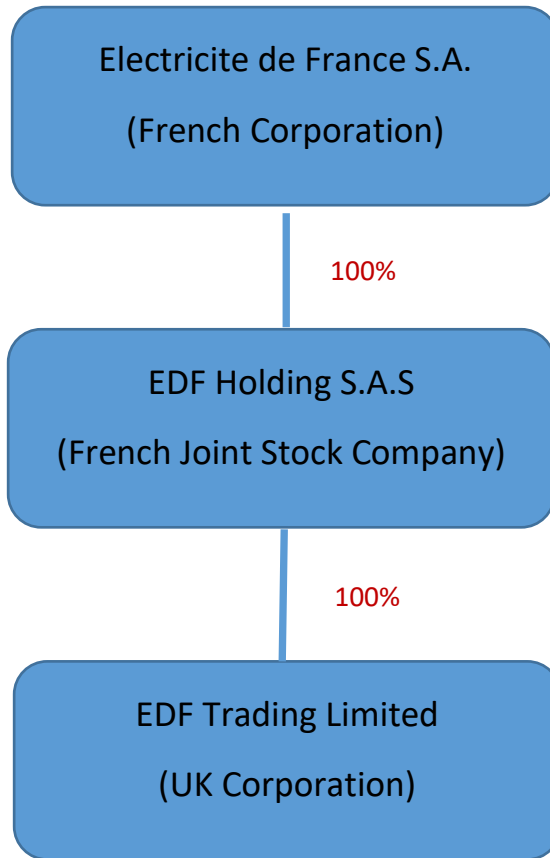 Electricite de France S.A.
(French Corporation)
100%
EDF Holding S.A.S
(French Joint Stock Company)
100%
EDF Trading Limited
(UK Corporation)